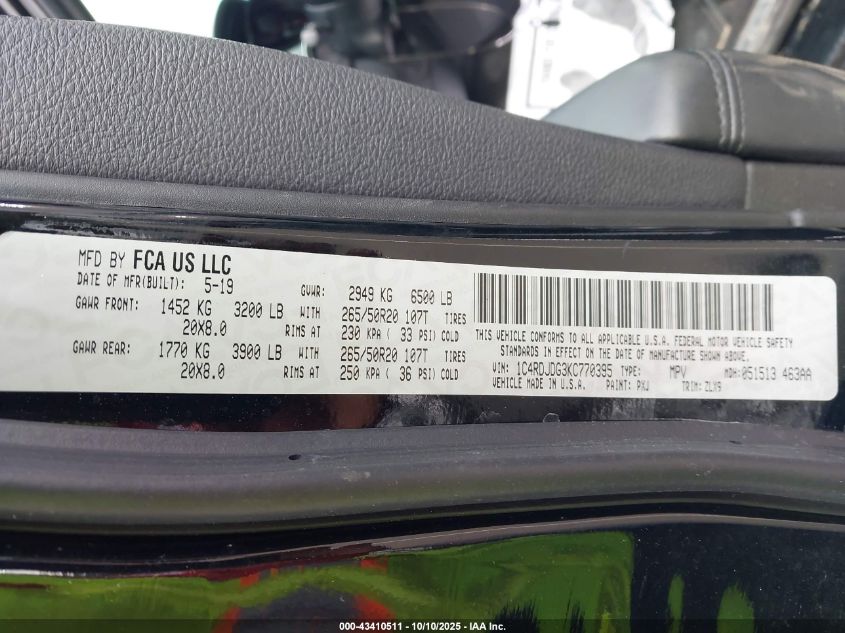 MFD BY FCA US LLC
DATE OF MFR(BUILT): 5-19 GVWR: 2949 KG 6500 LB
GAWR FRONT: 1452 KG 3200 LB WITH 265/50R20 107T TIRES
20X8.0 RIMS AT 230 KPA ( 33 PSI) COLD
GAWR REAR: 1770 KG 3900 LB WITH 265/50R20 107T TIRES
20X8.0 RIMS AT 250 KPA ( 36 PSI) COLD
THIS VEHICLE CONFORMS TO ALL APPLICABLE U.S.A. FEDERAL MOTOR VEHICLE SAFETY
STANDARDS IN EFFECT ON THE DATE OF MANUFACTURE SHOWN ABOVE.
VIN: 1C4RDJDG3KC770395 TYPE: MPV MDH: 051513 463AA
VEHICLE MADE IN U.S.A. PAINT: PXJ TRIM: ZLX9
000-43410511 - 10/10/2025 - IAA Inc.